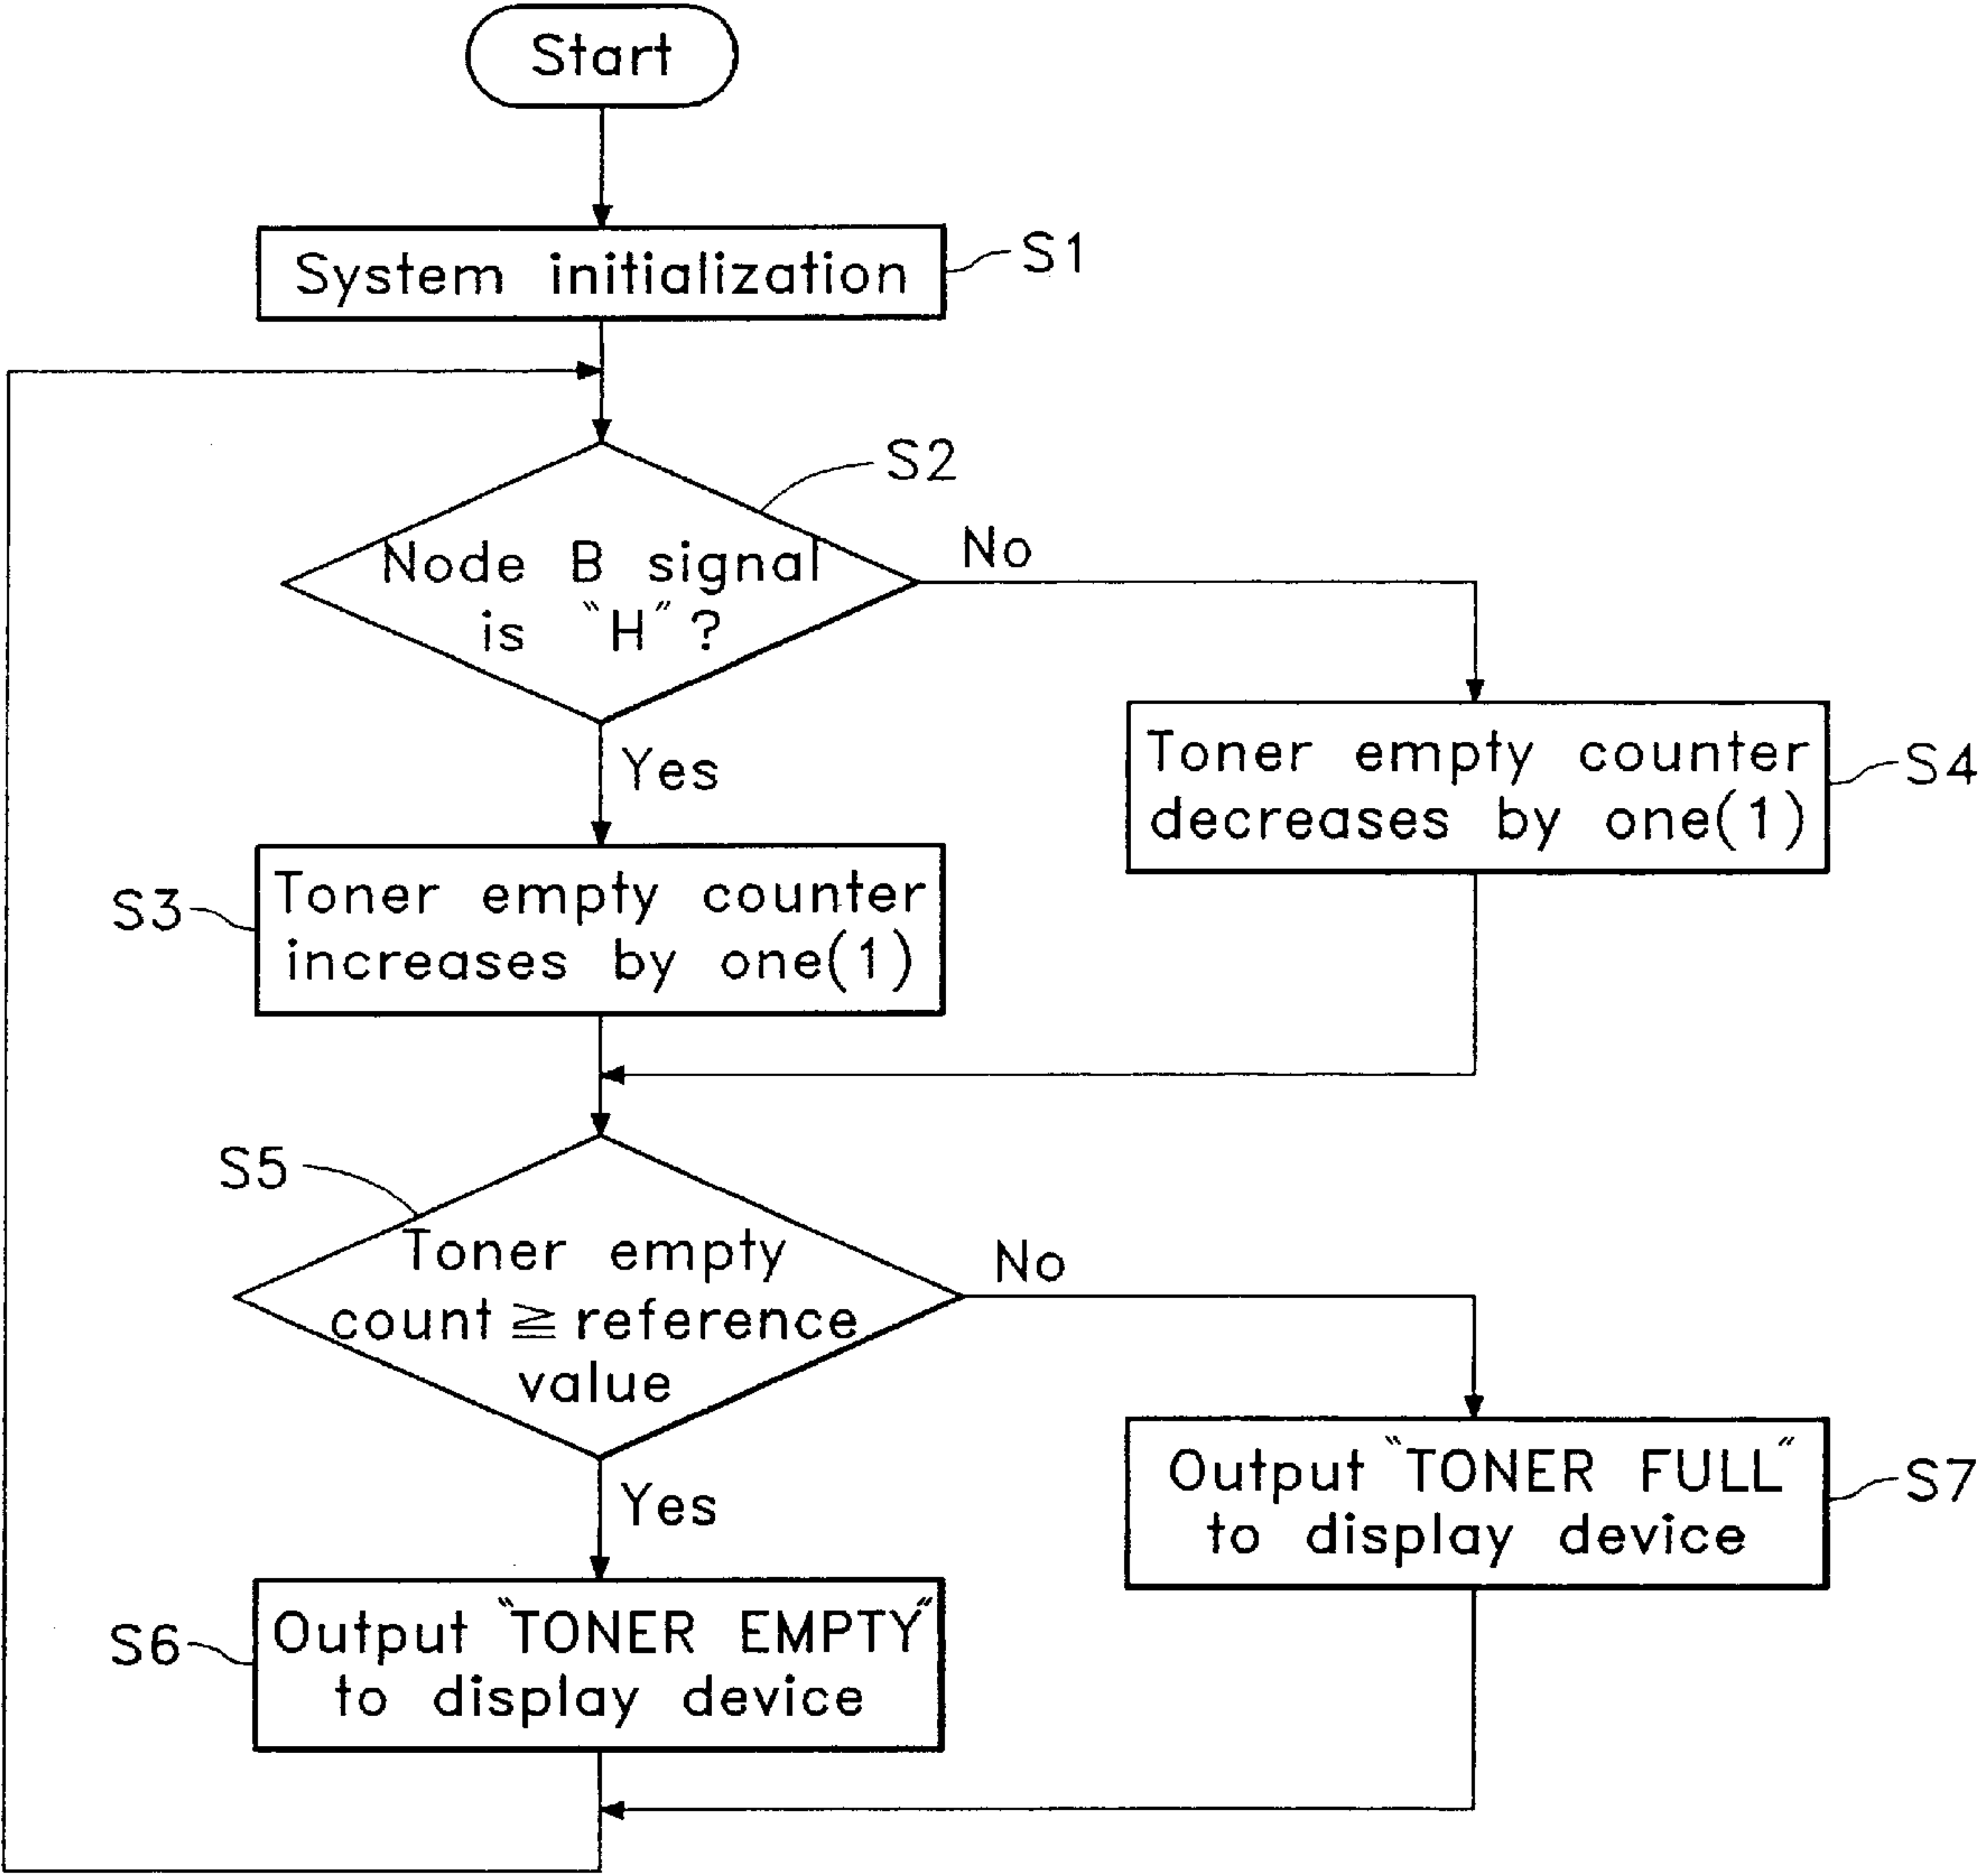 Start
System initialization
S1
S2
Node B signal
is "H"?
No
Yes
Toner empty counter
decreases by one(1)
S4
S3
Toner empty counter
increases by one(1)
S5
Toner empty
count ≧ reference
value
No
Yes
Output "TONER FULL"
to display device
S7
S6
Output "TONER EMPTY"
to display device